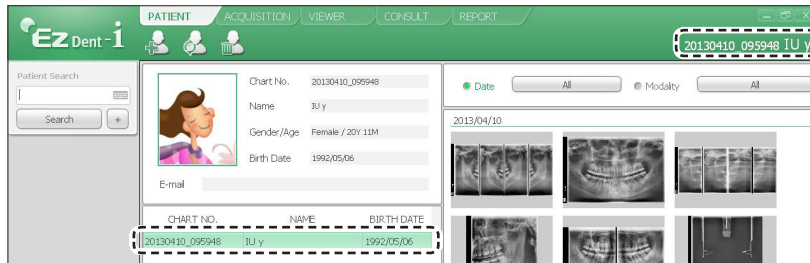 Ez Dent-i
PATIENT ACQUISITION VIEWER CONSULT REPORT
20130410_095948 IU y
Patient Search
Search +
Chart No. 20130410_095948
Name IU y
Gender/Age Female / 20Y 11M
Birth Date 1992/05/06
E-mail
CHART NO. NAME BIRTH DATE
20130410_095948 IU y 1992/05/06
Date All Modality All
2013/04/10